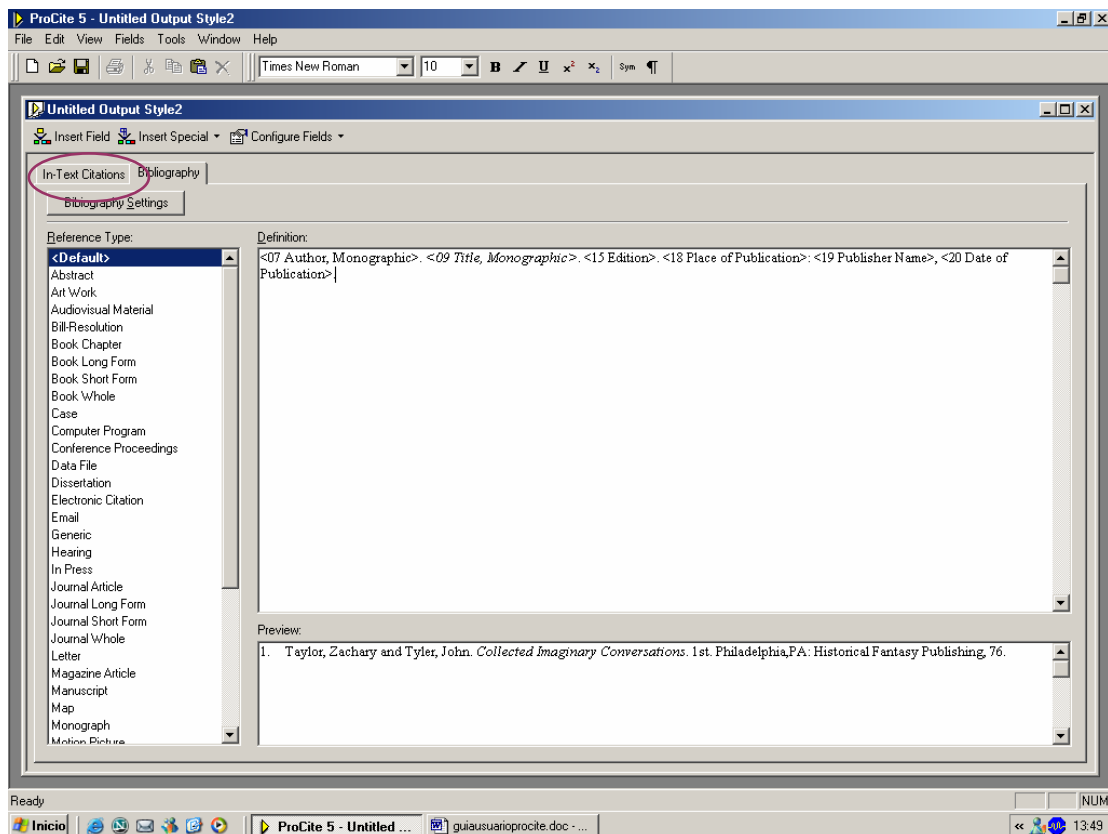 ProCite 5 - Untitled Output Style2
File Edit View Fields Tools Window Help
Times New Roman 10 B I U x² x₂ Sym ¶
Untitled Output Style2
Insert Field Insert Special Configure Fields
In-Text Citations Bibliography
Bibliography Settings
Reference Type:
<Default>
Abstract
Art Work
Audiovisual Material
Bill-Resolution
Book Chapter
Book Long Form
Book Short Form
Book Whole
Case
Computer Program
Conference Proceedings
Data File
Dissertation
Electronic Citation
Email
Generic
Hearing
In Press
Journal Article
Journal Long Form
Journal Short Form
Journal Whole
Letter
Magazine Article
Manuscript
Map
Monograph
Motion Picture
Definition:
<07 Author, Monographic>. <09 Title, Monographic>. <15 Edition>. <18 Place of Publication>: <19 Publisher Name>, <20 Date of
Publication>.
Preview:
1. Taylor, Zachary and Tyler, John. Collected Imaginary Conversations. 1st. Philadelphia,PA: Historical Fantasy Publishing, 76.
Ready NUM
Inicio ProCite 5 - Untitled ... guiausuarioprocite.doc - ... « 13:49